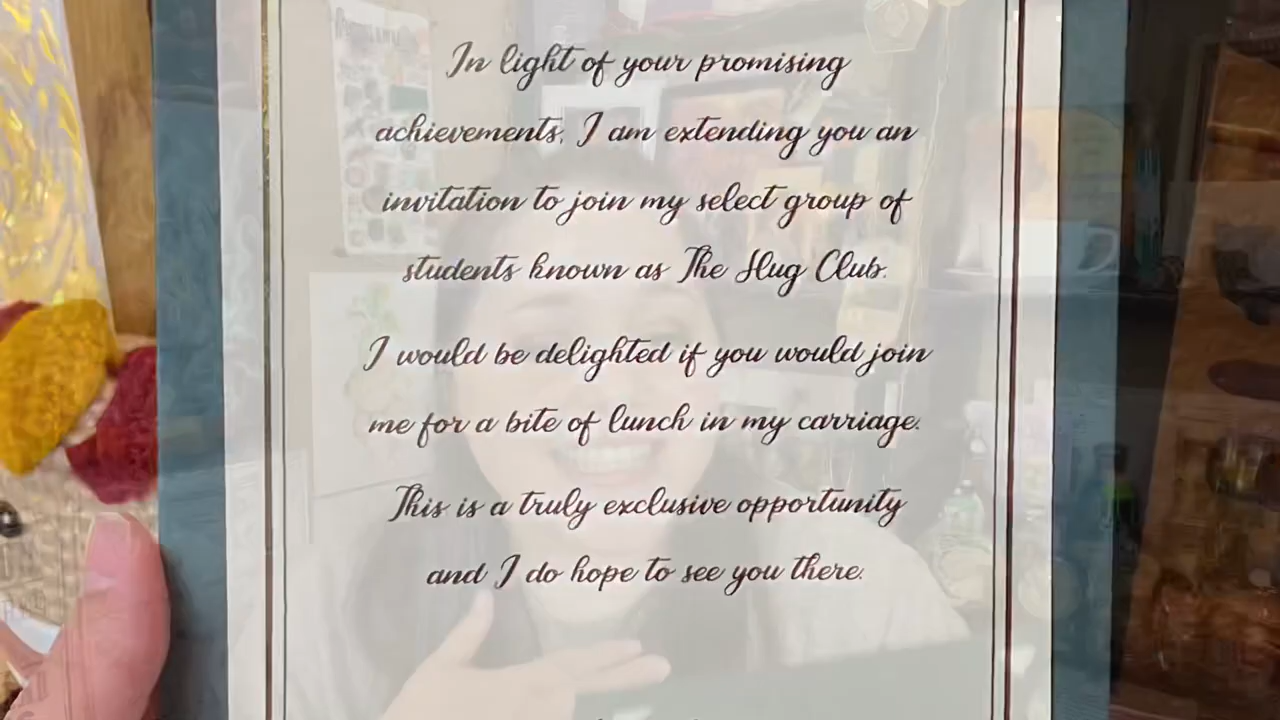 In light of your promising
achievements, I am extending you an
invitation to join my select group of
students known as The Slug Club.
I would be delighted if you would join
me for a bite of lunch in my carriage.
This is a truly exclusive opportunity
and I do hope to see you there.